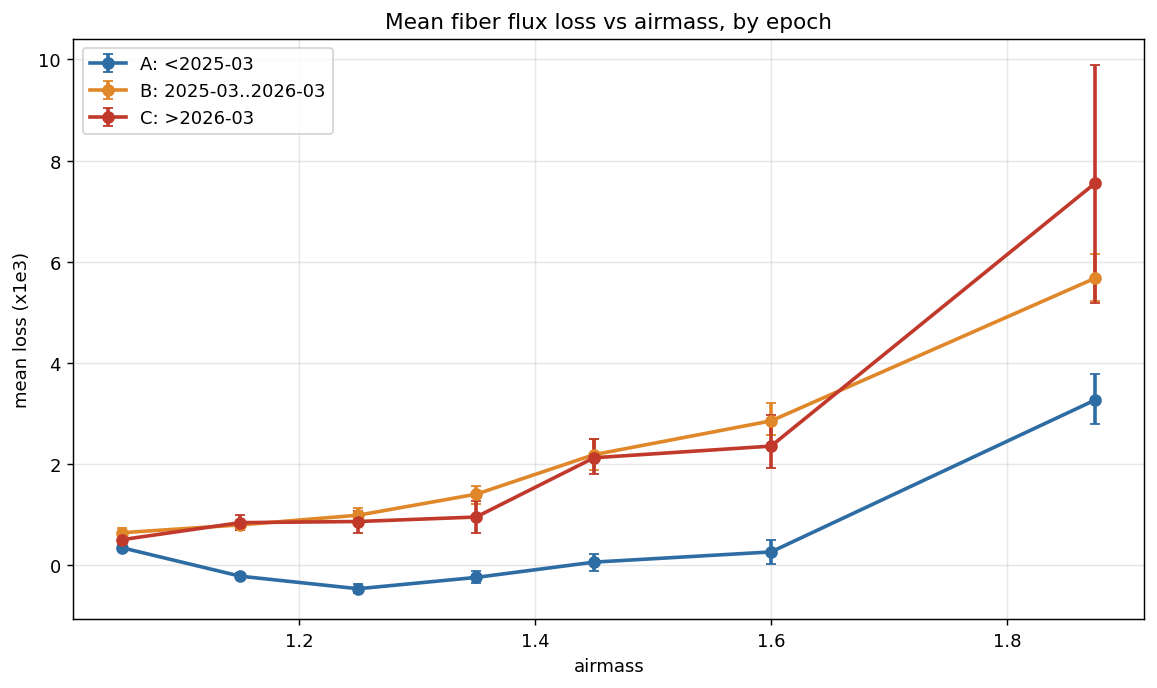 Mean fiber flux loss vs airmass, by epoch
A: <2025-03
B: 2025-03..2026-03
C: >2026-03
mean loss (x1e3)
10
8
6
4
2
0
1.2 1.4 1.6 1.8
airmass